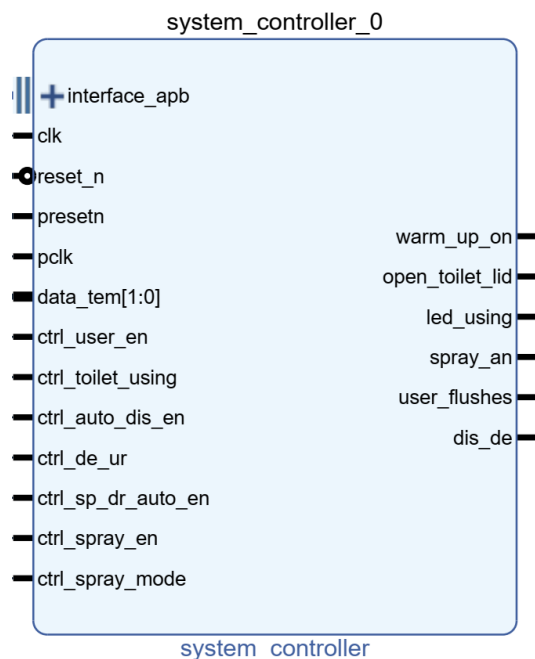 system_controller_0
interface_apb
clk
reset_n
presetn
pclk
data_tem[1:0]
ctrl_user_en
ctrl_toilet_using
ctrl_auto_dis_en
ctrl_de_ur
ctrl_sp_dr_auto_en
ctrl_spray_en
ctrl_spray_mode
warm_up_on
open_toilet_lid
led_using
spray_an
user_flushes
dis_de
system_controller